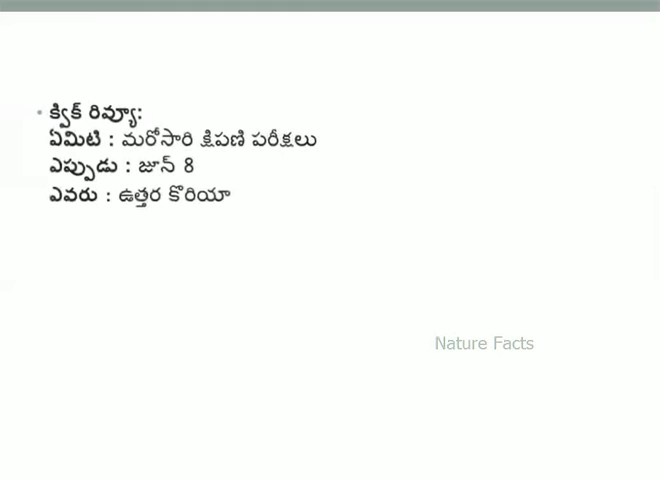 • క్విక్ రివ్యూ:
ఏమిటి : మరోసారి క్షిపణి పరీక్షలు
ఎప్పుడు : జూన్ 8
ఎవరు : ఉత్తర కొరియా
Nature Facts